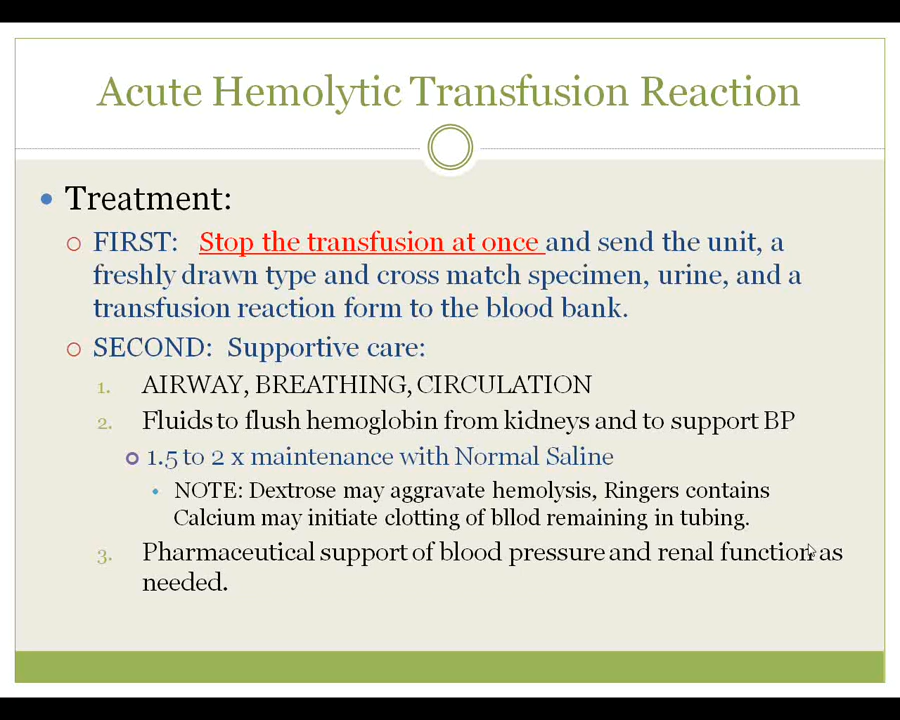 Acute Hemolytic Transfusion Reaction
Treatment:
FIRST: Stop the transfusion at once and send the unit, a
freshly drawn type and cross match specimen, urine, and a
transfusion reaction form to the blood bank.
SECOND: Supportive care:
1. AIRWAY, BREATHING, CIRCULATION
2. Fluids to flush hemoglobin from kidneys and to support BP
1.5 to 2 x maintenance with Normal Saline
NOTE: Dextrose may aggravate hemolysis, Ringers contains
Calcium may initiate clotting of bllod remaining in tubing.
3. Pharmaceutical support of blood pressure and renal function as
needed.